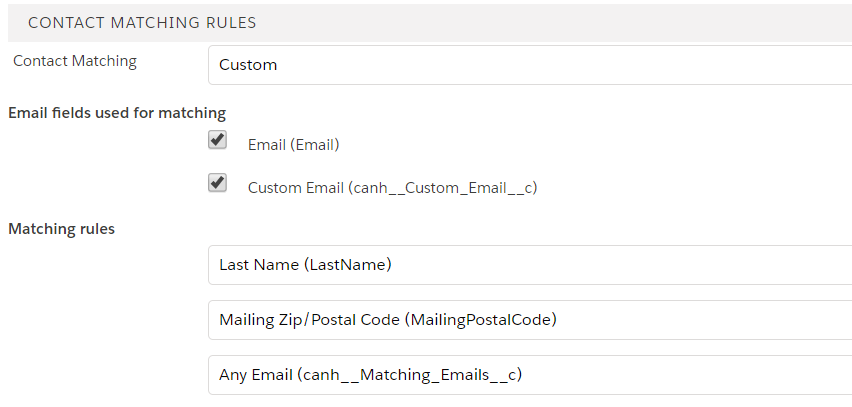 CONTACT MATCHING RULES
Contact Matching
Custom
Email fields used for matching
Email (Email)
Custom Email (canh__Custom_Email__c)
Matching rules
Last Name (LastName)
Mailing Zip/Postal Code (MailingPostalCode)
Any Email (canh__Matching_Emails__c)